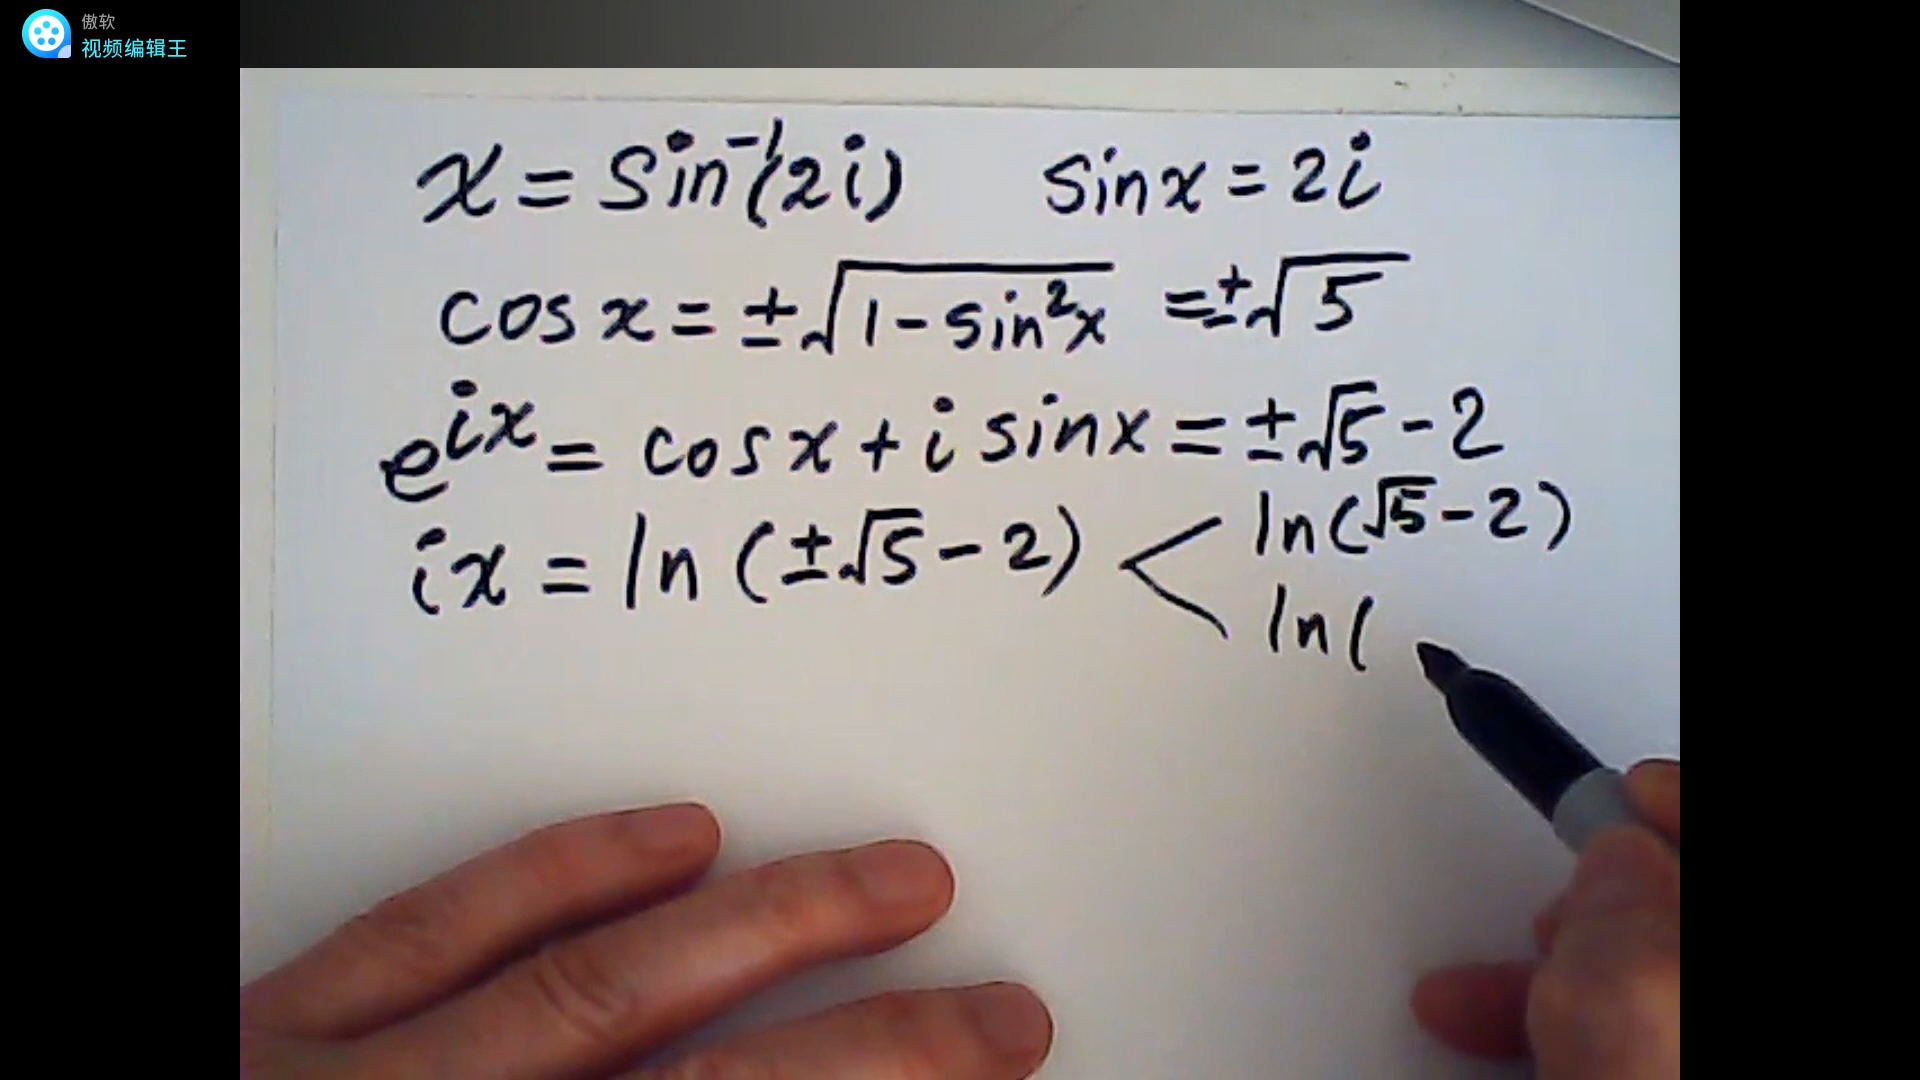 傲软
视频编辑王
x = sin⁻¹(2i)   sin x = 2i
cos x = ±√(1 - sin²x) = ±√5
e^{ix} = cos x + i sin x = ±√5 - 2
ix = ln(±√5 - 2) < ln(√5 - 2)
ln(